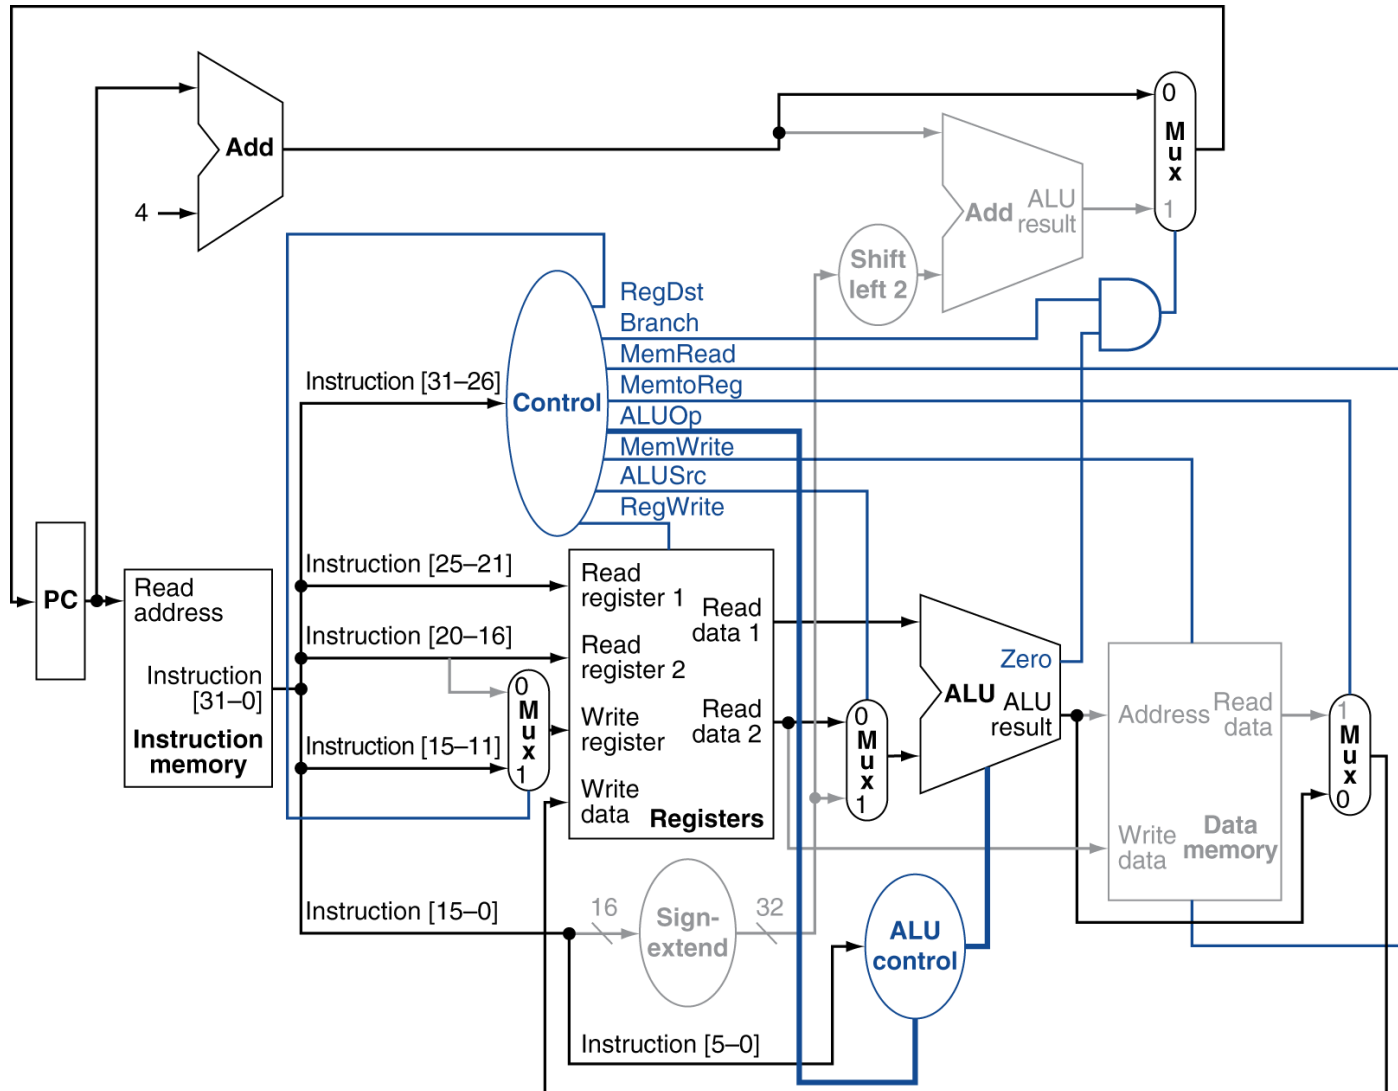 0
M
u
x
1
Add
4
Add
ALU
result
Shift
left 2
RegDst
Branch
MemRead
MemtoReg
ALUOp
MemWrite
ALUSrc
RegWrite
Control
Instruction [31–26]
Instruction [25–21]
Instruction [20–16]
Instruction [15–11]
Instruction [15–0]
Instruction [5–0]
PC
Read
address
Instruction
[31–0]
Instruction
memory
0
M
u
x
1
Read
register 1
Read
register 2
Write
register
Write
data
Read
data 1
Read
data 2
Registers
0
M
u
x
1
Zero
ALU
ALU
result
Address
Read
data
Write
data
Data
memory
1
M
u
x
0
16
Sign-
extend
32
ALU
control